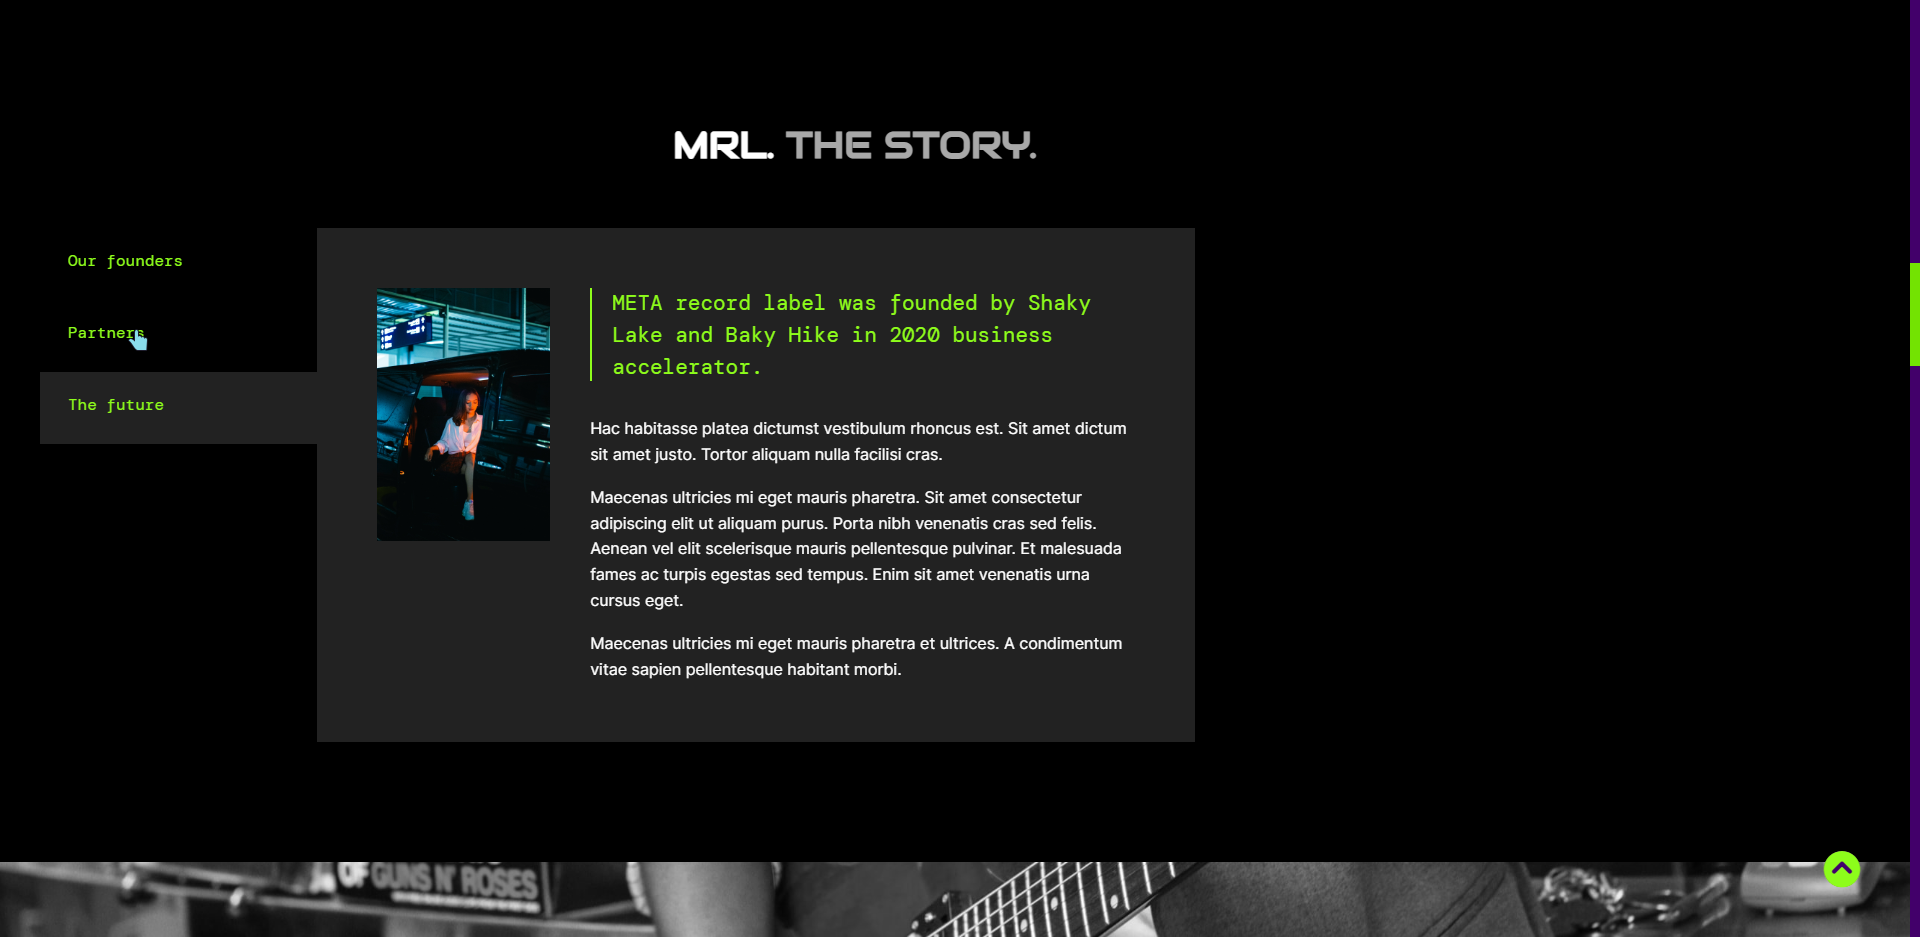 MRL. THE STORY.
Our founders
Partners
The future
META record label was founded by Shaky
Lake and Baky Hike in 2020 business
accelerator.
Hac habitasse platea dictumst vestibulum rhoncus est. Sit amet dictum
sit amet justo. Tortor aliquam nulla facilisi cras.
Maecenas ultricies mi eget mauris pharetra. Sit amet consectetur
adipiscing elit ut aliquam purus. Porta nibh venenatis cras sed felis.
Aenean vel elit scelerisque mauris pellentesque pulvinar. Et malesuada
fames ac turpis egestas sed tempus. Enim sit amet venenatis urna
cursus eget.
Maecenas ultricies mi eget mauris pharetra et ultrices. A condimentum
vitae sapien pellentesque habitant morbi.
OF GUNS N' ROSES